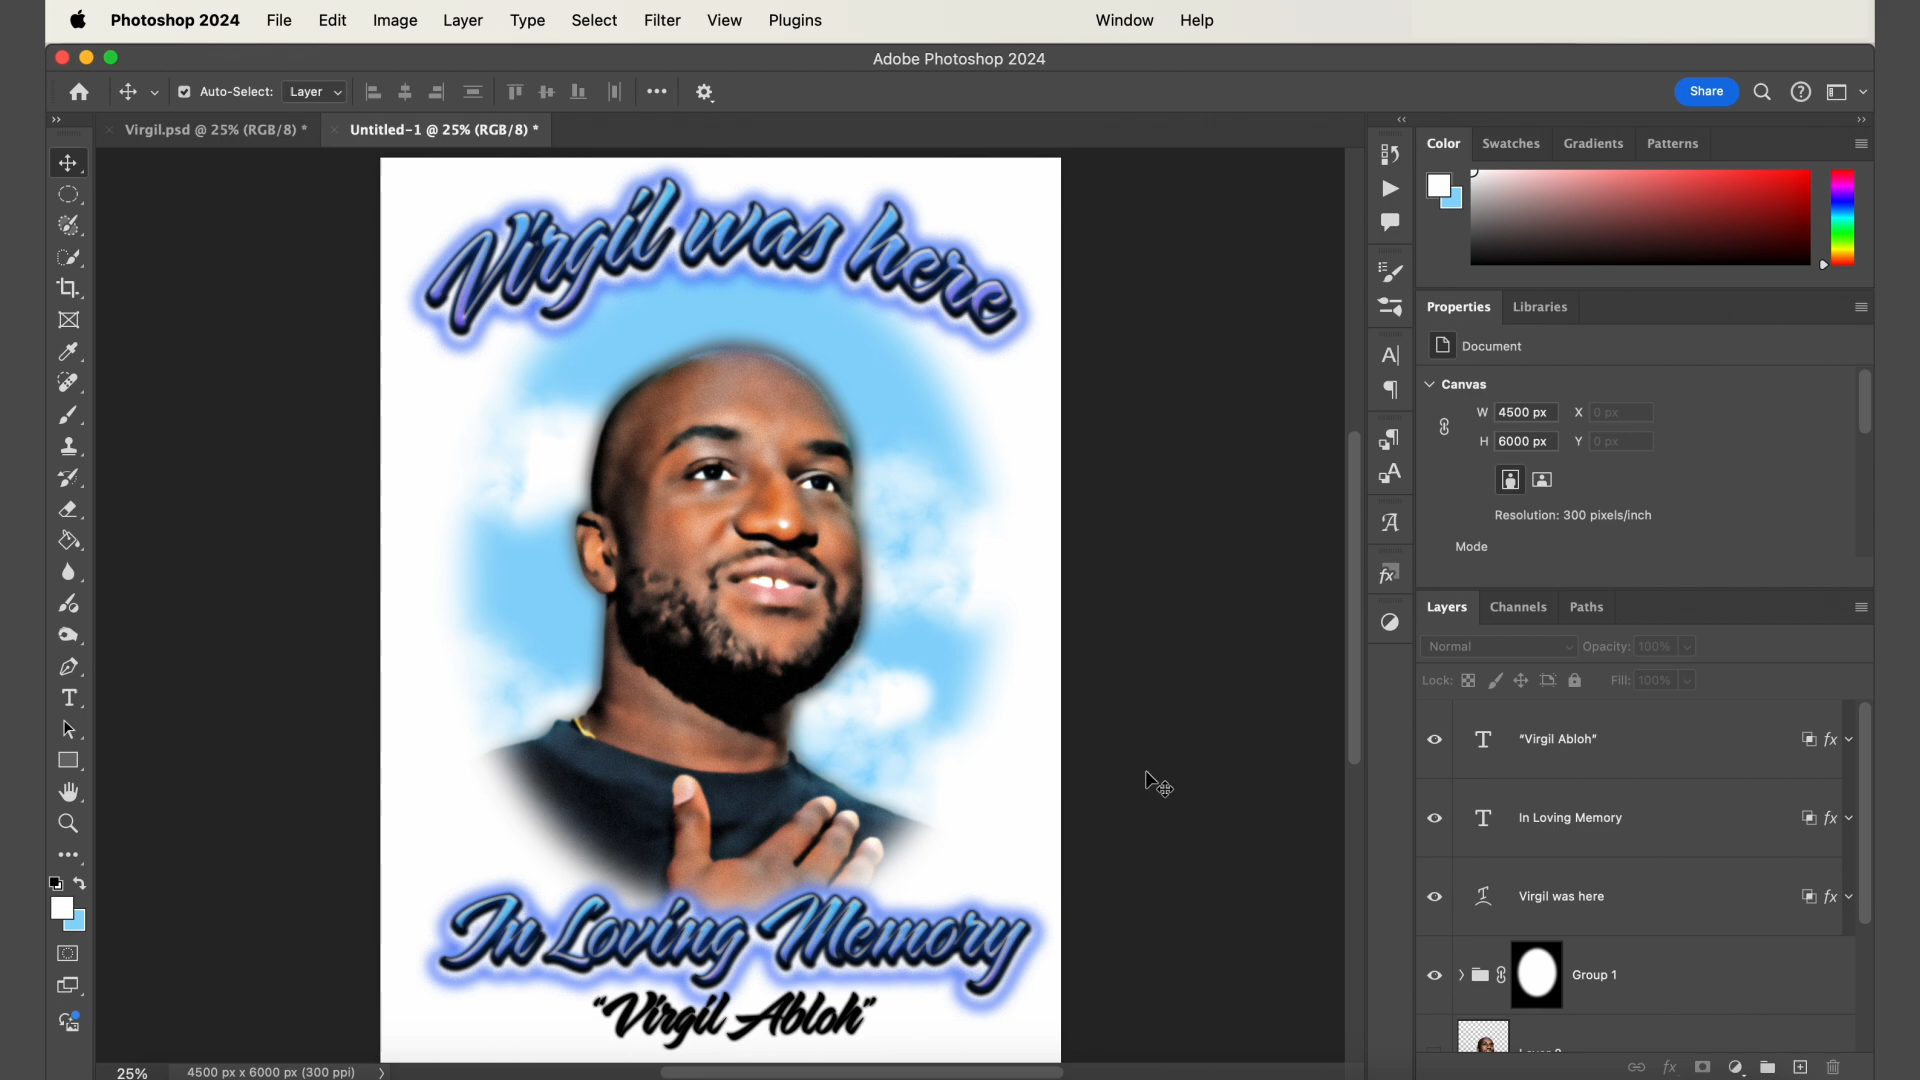 Photoshop 2024 File Edit Image Layer Type Select Filter View Plugins Window Help
Adobe Photoshop 2024
Auto-Select: Layer Share
Virgil.psd @ 25% (RGB/8) * Untitled-1 @ 25% (RGB/8) *
Virgil was here
In Loving Memory
“Virgil Abloh”
25% 4500 px x 6000 px (300 ppi)
Color Swatches Gradients Patterns
Properties Libraries
Document
Canvas
W 4500 px X 0 px
H 6000 px Y 0 px
Resolution: 300 pixels/inch
Mode
Layers Channels Paths
Normal Opacity: 100%
Lock: Fill: 100%
“Virgil Abloh”
In Loving Memory
Virgil was here
Group 1